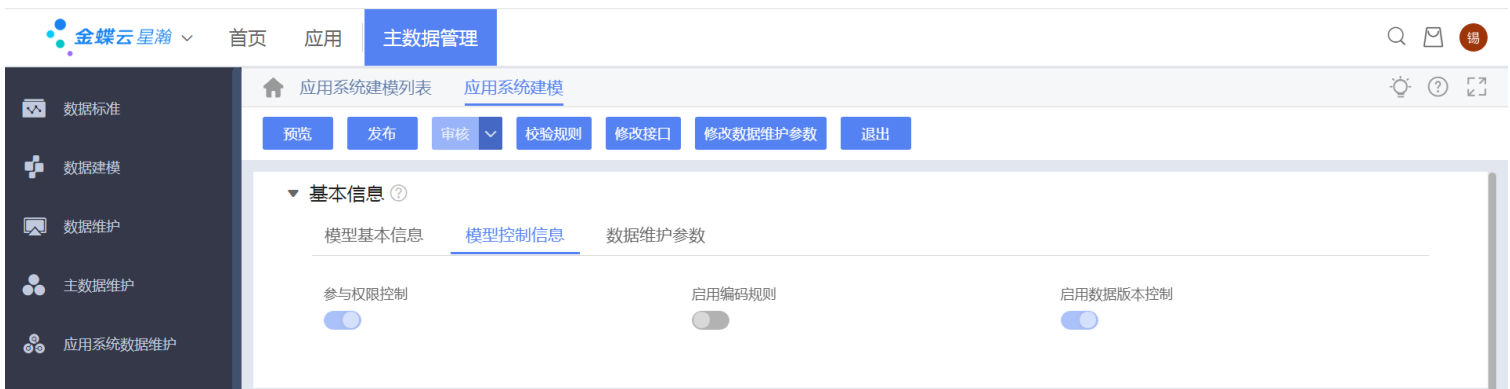 金蝶云星瀚 首页 应用 主数据管理 锡
应用系统建模列表 应用系统建模
数据标准
预览 发布 审核 校验规则 修改接口 修改数据维护参数 退出
数据建模
基本信息
数据维护
模型基本信息 模型控制信息 数据维护参数
主数据维护
参与权限控制 启用编码规则 启用数据版本控制
应用系统数据维护